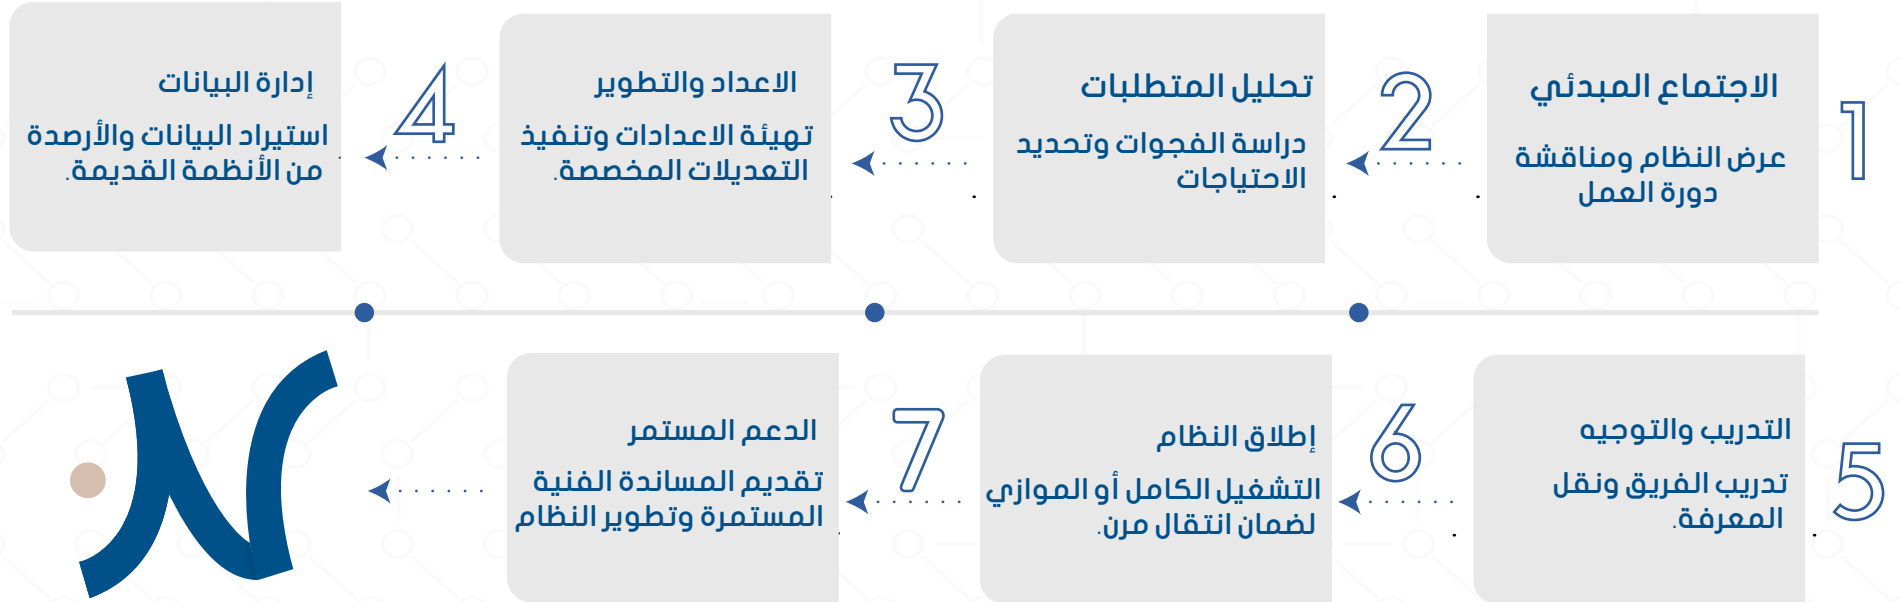 1
الاجتماع المبدئي
عرض النظام ومناقشة
دورة العمل
2
تحليل المتطلبات
دراسة الفجوات وتحديد
الاحتياجات
3
الاعداد والتطوير
تهيئة الاعدادات وتنفيذ
التعديلات المخصصة.
4
إدارة البيانات
استيراد البيانات والأرصدة
من الأنظمة القديمة.
5
التدريب والتوجيه
تدريب الفريق ونقل
المعرفة.
6
إطلاق النظام
التشغيل الكامل أو الموازي
لضمان انتقال مرن.
7
الدعم المستمر
تقديم المساندة الفنية
المستمرة وتطوير النظام